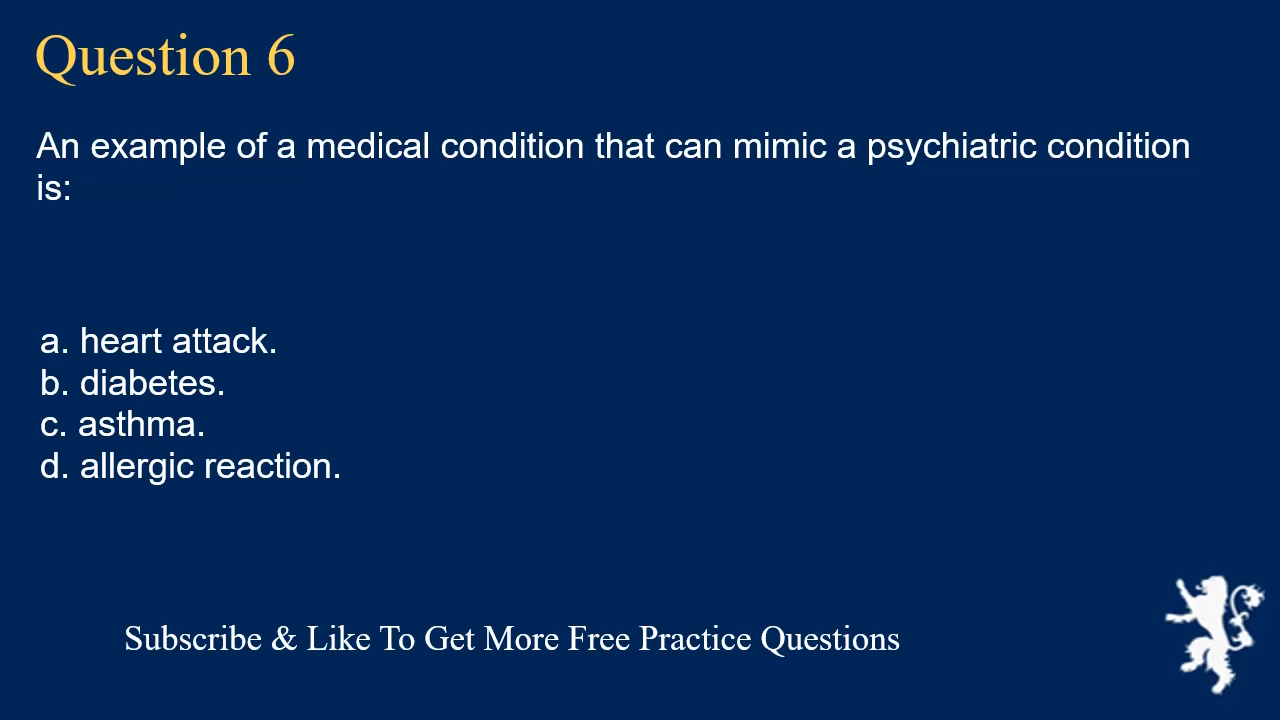 Question 6
An example of a medical condition that can mimic a psychiatric condition
is:
a. heart attack.
b. diabetes.
c. asthma.
d. allergic reaction.
Subscribe & Like To Get More Free Practice Questions